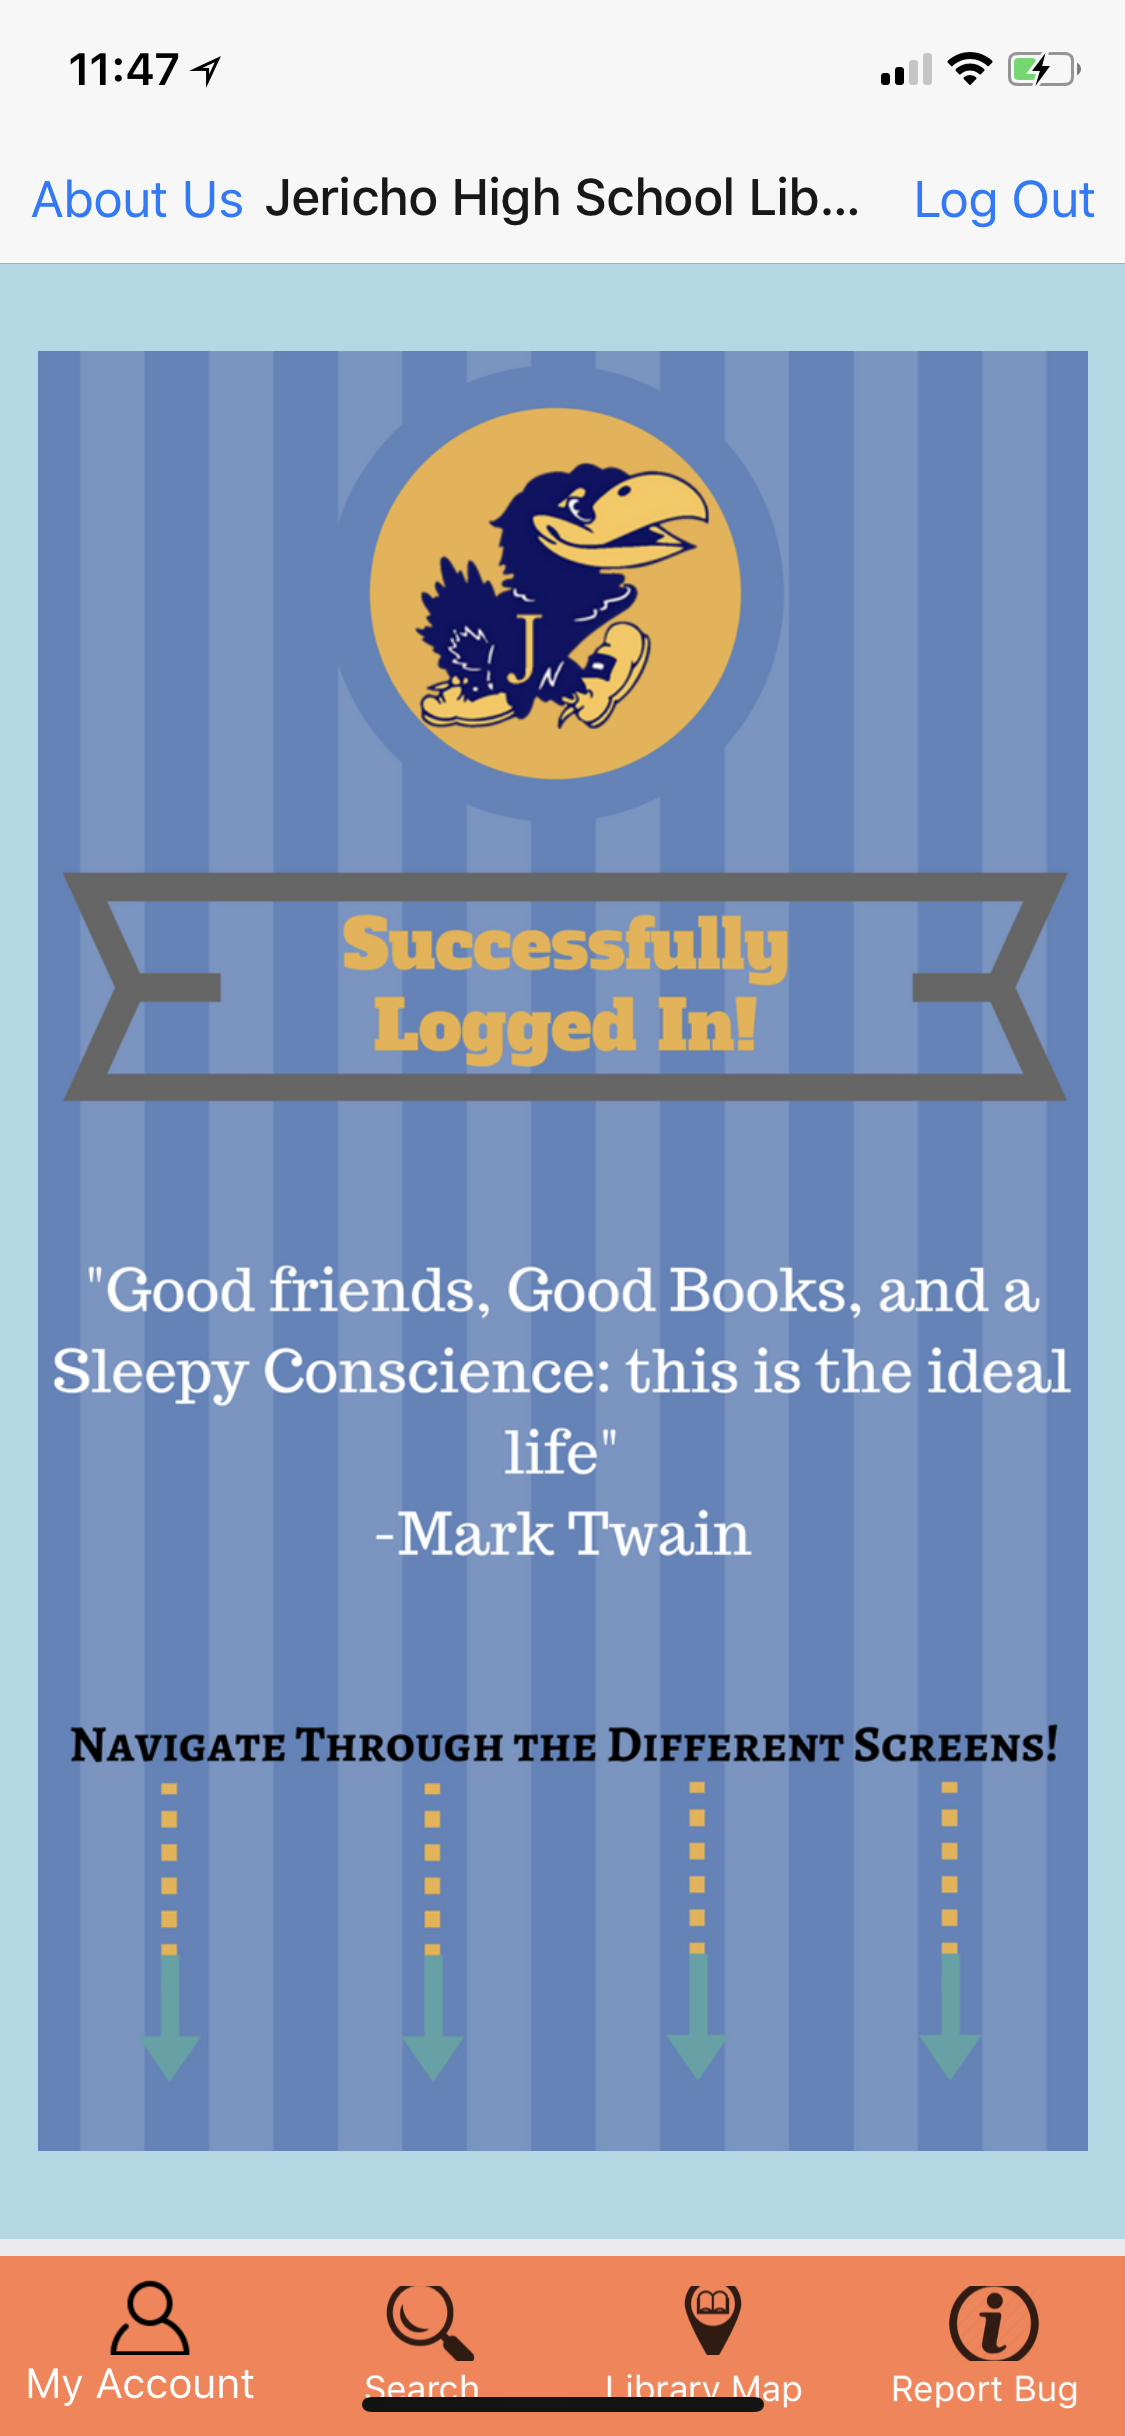 11:47
About Us Jericho High School Lib... Log Out
J
Successfully
Logged In!
"Good friends, Good Books, and a
Sleepy Conscience: this is the ideal
life"
-Mark Twain
Navigate Through the Different Screens!
My Account Search Library Map Report Bug